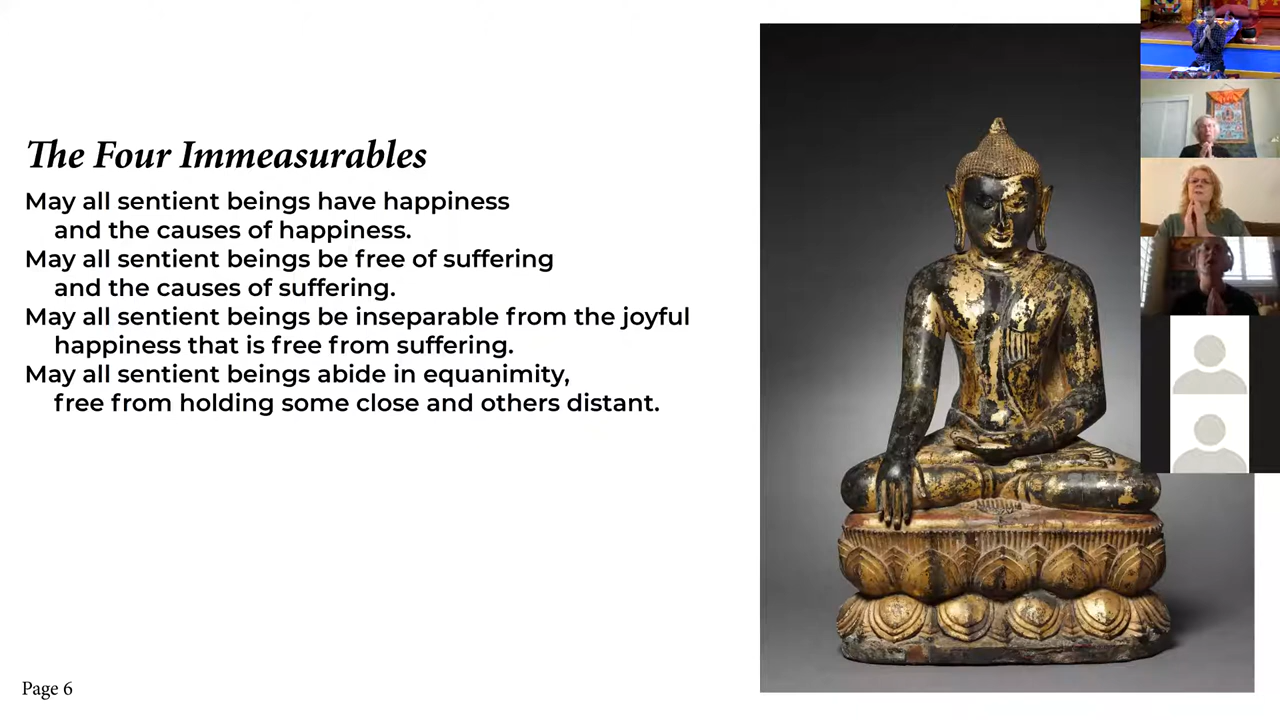 The Four Immeasurables
May all sentient beings have happiness
and the causes of happiness.
May all sentient beings be free of suffering
and the causes of suffering.
May all sentient beings be inseparable from the joyful
happiness that is free from suffering.
May all sentient beings abide in equanimity,
free from holding some close and others distant.
Page 6